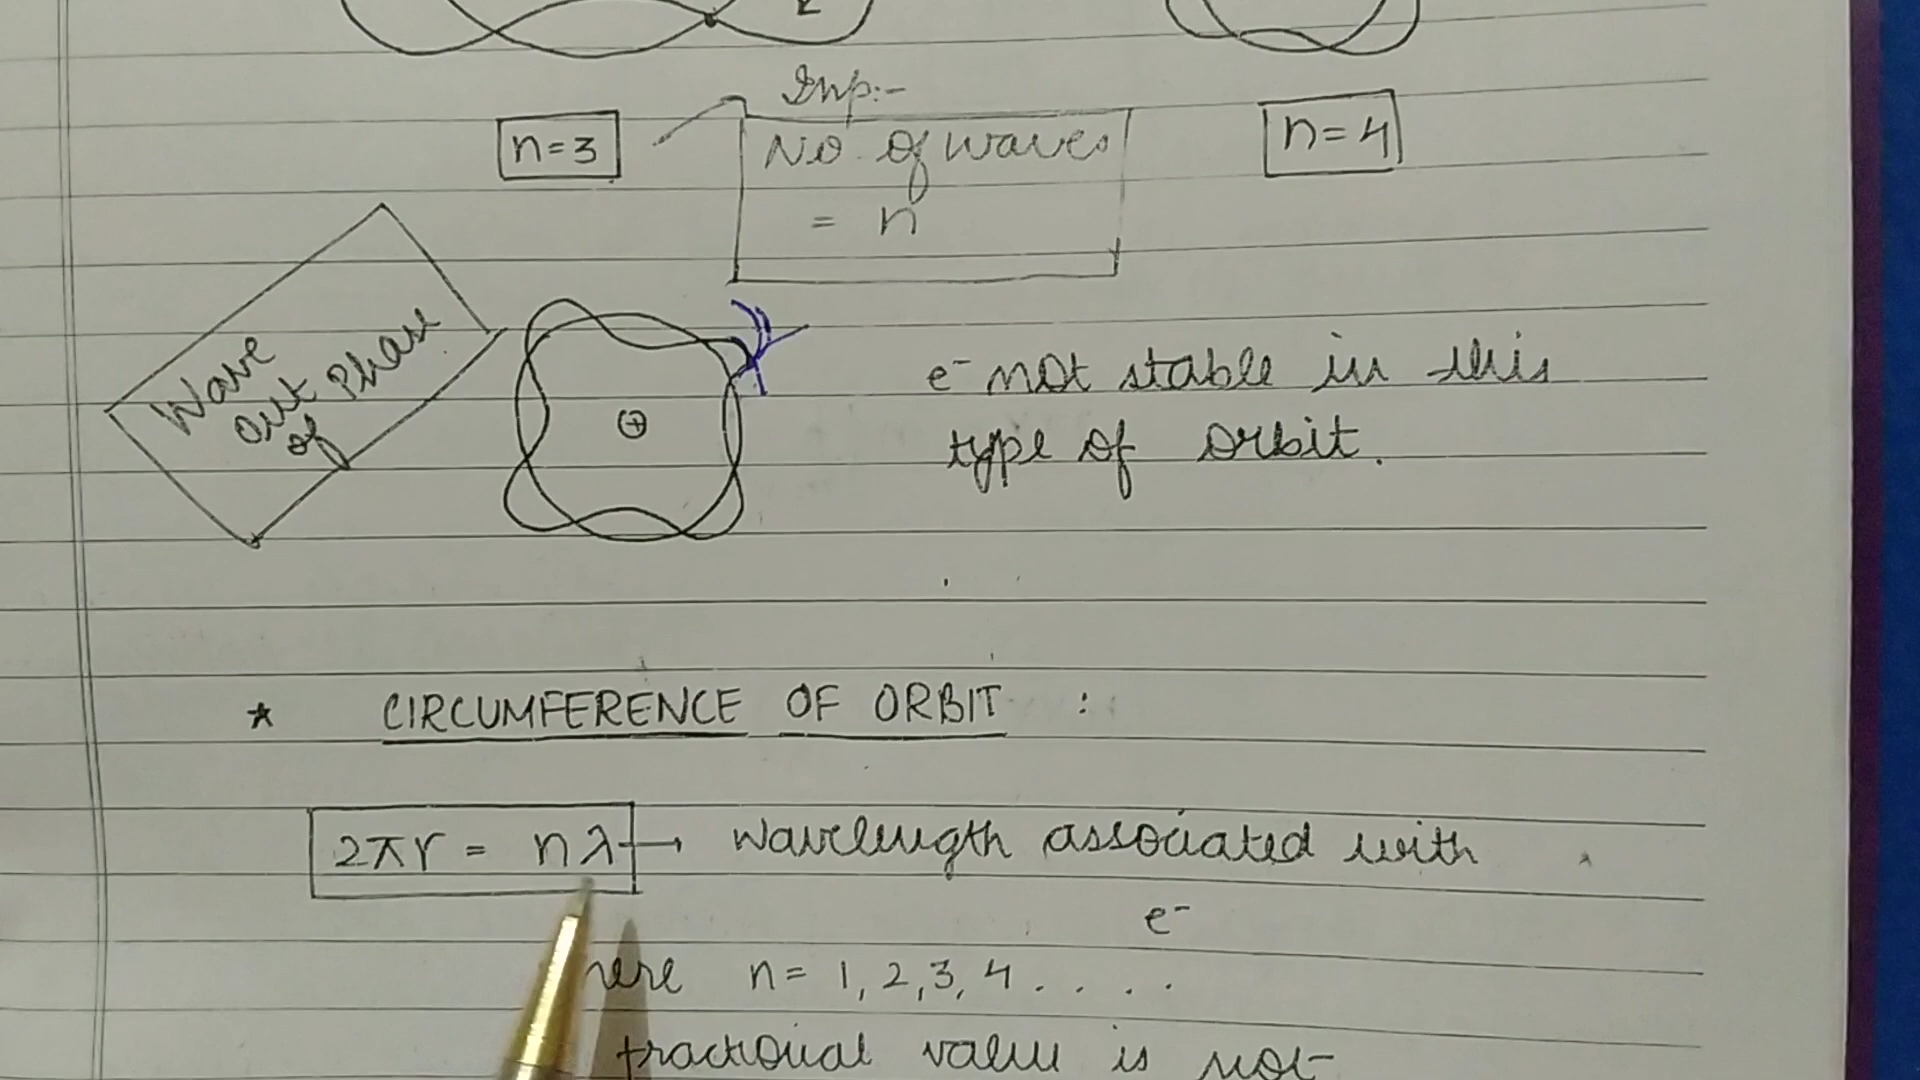 Imp:-
n=3
No. of waves
= n
n=4
Wave
out
of Phase
e⁻ not stable in this
type of orbit.
⊕
★ CIRCUMFERENCE OF ORBIT :
2πr = nλ → wavelength associated with
e⁻
n= 1, 2, 3, 4 . . . .
fractional value is not